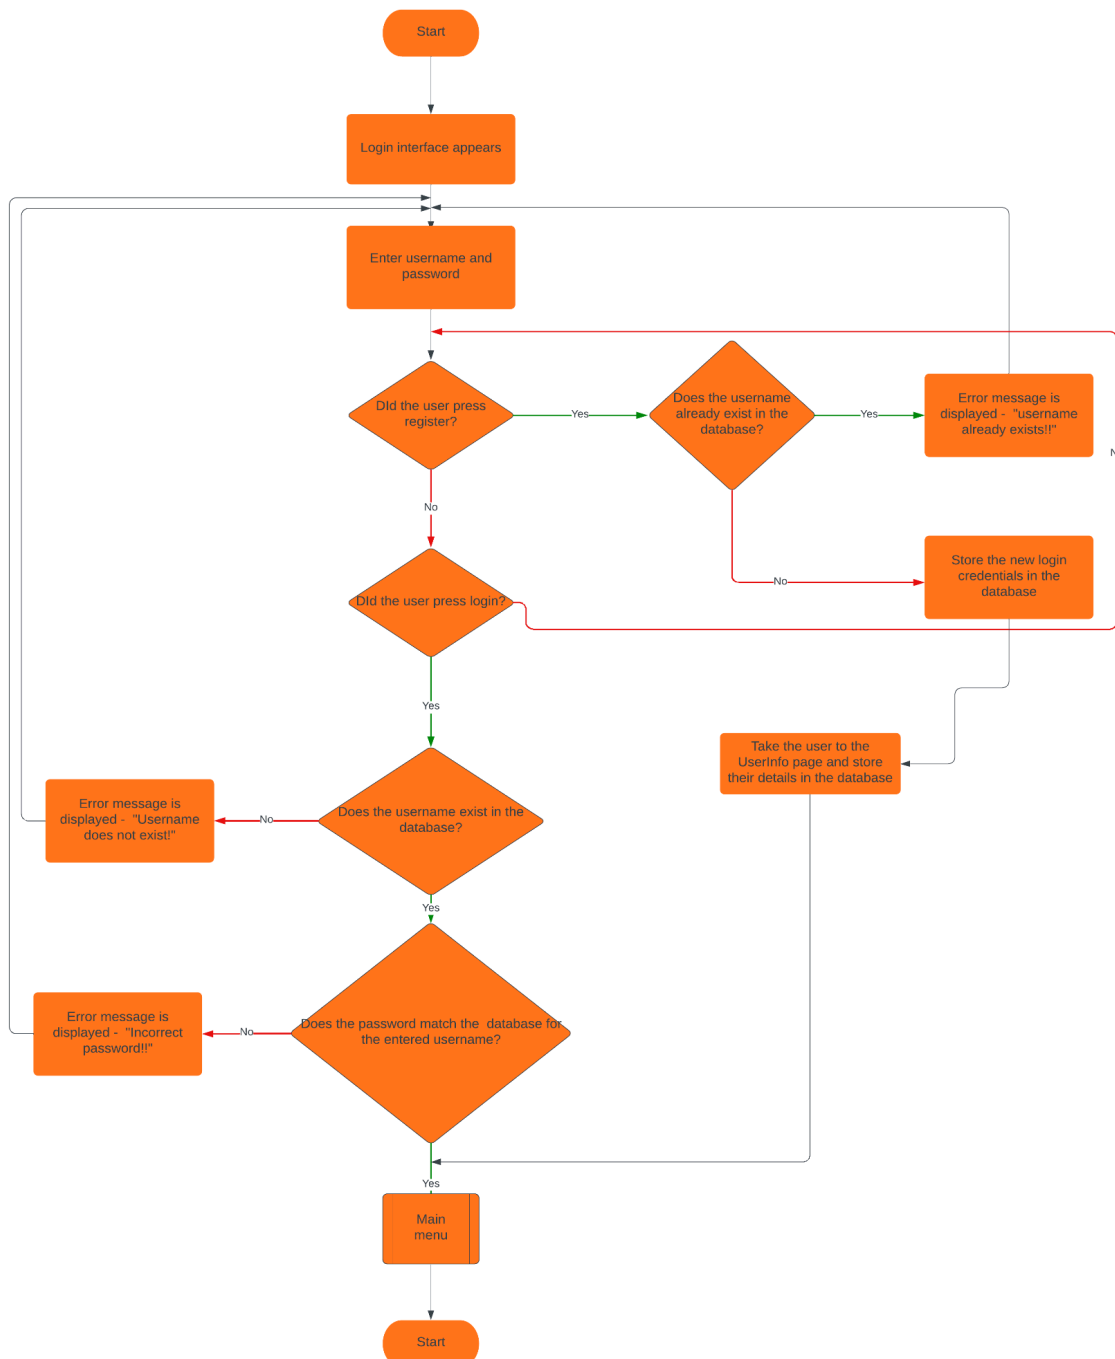 Start
Login interface appears
Enter username and
password
DId the user press
register?
Yes
Does the username
already exist in the
database?
Yes
Error message is
displayed -  "username
already exists!!"
No
No
Store the new login
credentials in the
database
DId the user press login?
Yes
Take the user to the
UserInfo page and store
their details in the database
Error message is
displayed -  "Username
does not exist!"
No
Does the username exist in the
database?
Yes
Error message is
displayed -  "Incorrect
password!!"
No
Does the password match the  database for
the entered username?
Yes
Main
menu
Start